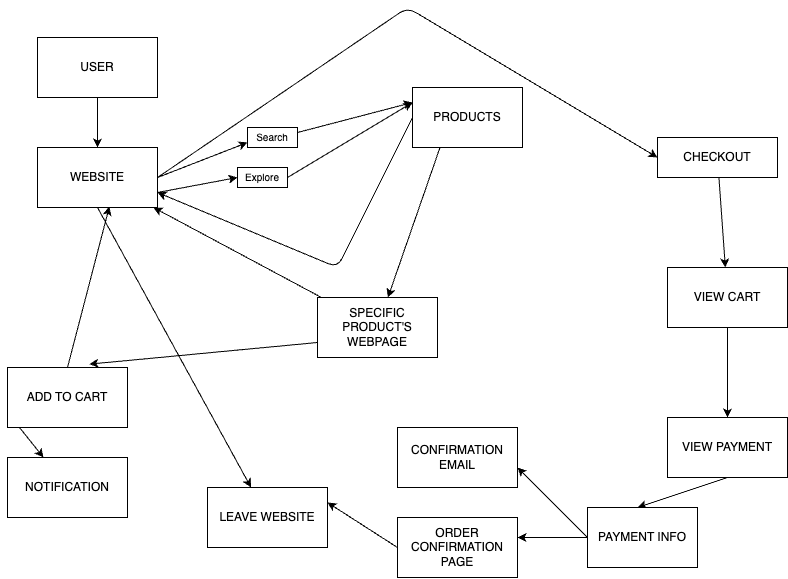 USER
WEBSITE
Search
Explore
PRODUCTS
CHECKOUT
VIEW CART
SPECIFIC
PRODUCT'S
WEBPAGE
ADD TO CART
NOTIFICATION
LEAVE WEBSITE
CONFIRMATION
EMAIL
ORDER
CONFIRMATION
PAGE
VIEW PAYMENT
PAYMENT INFO